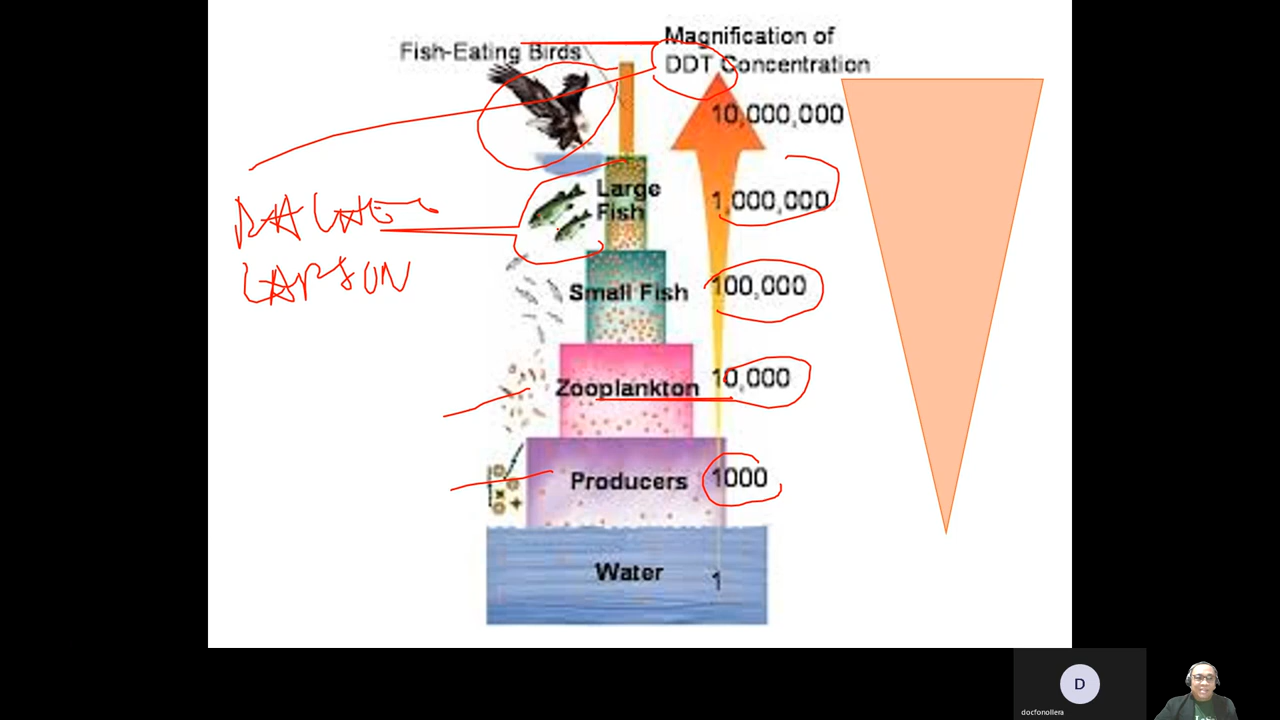 Magnification of
DDT Concentration
Fish-Eating Birds
10,000,000
Large
Fish
1,000,000
Small Fish 100,000
Zooplankton 10,000
Producers 1000
Water 1
D
docfonollera